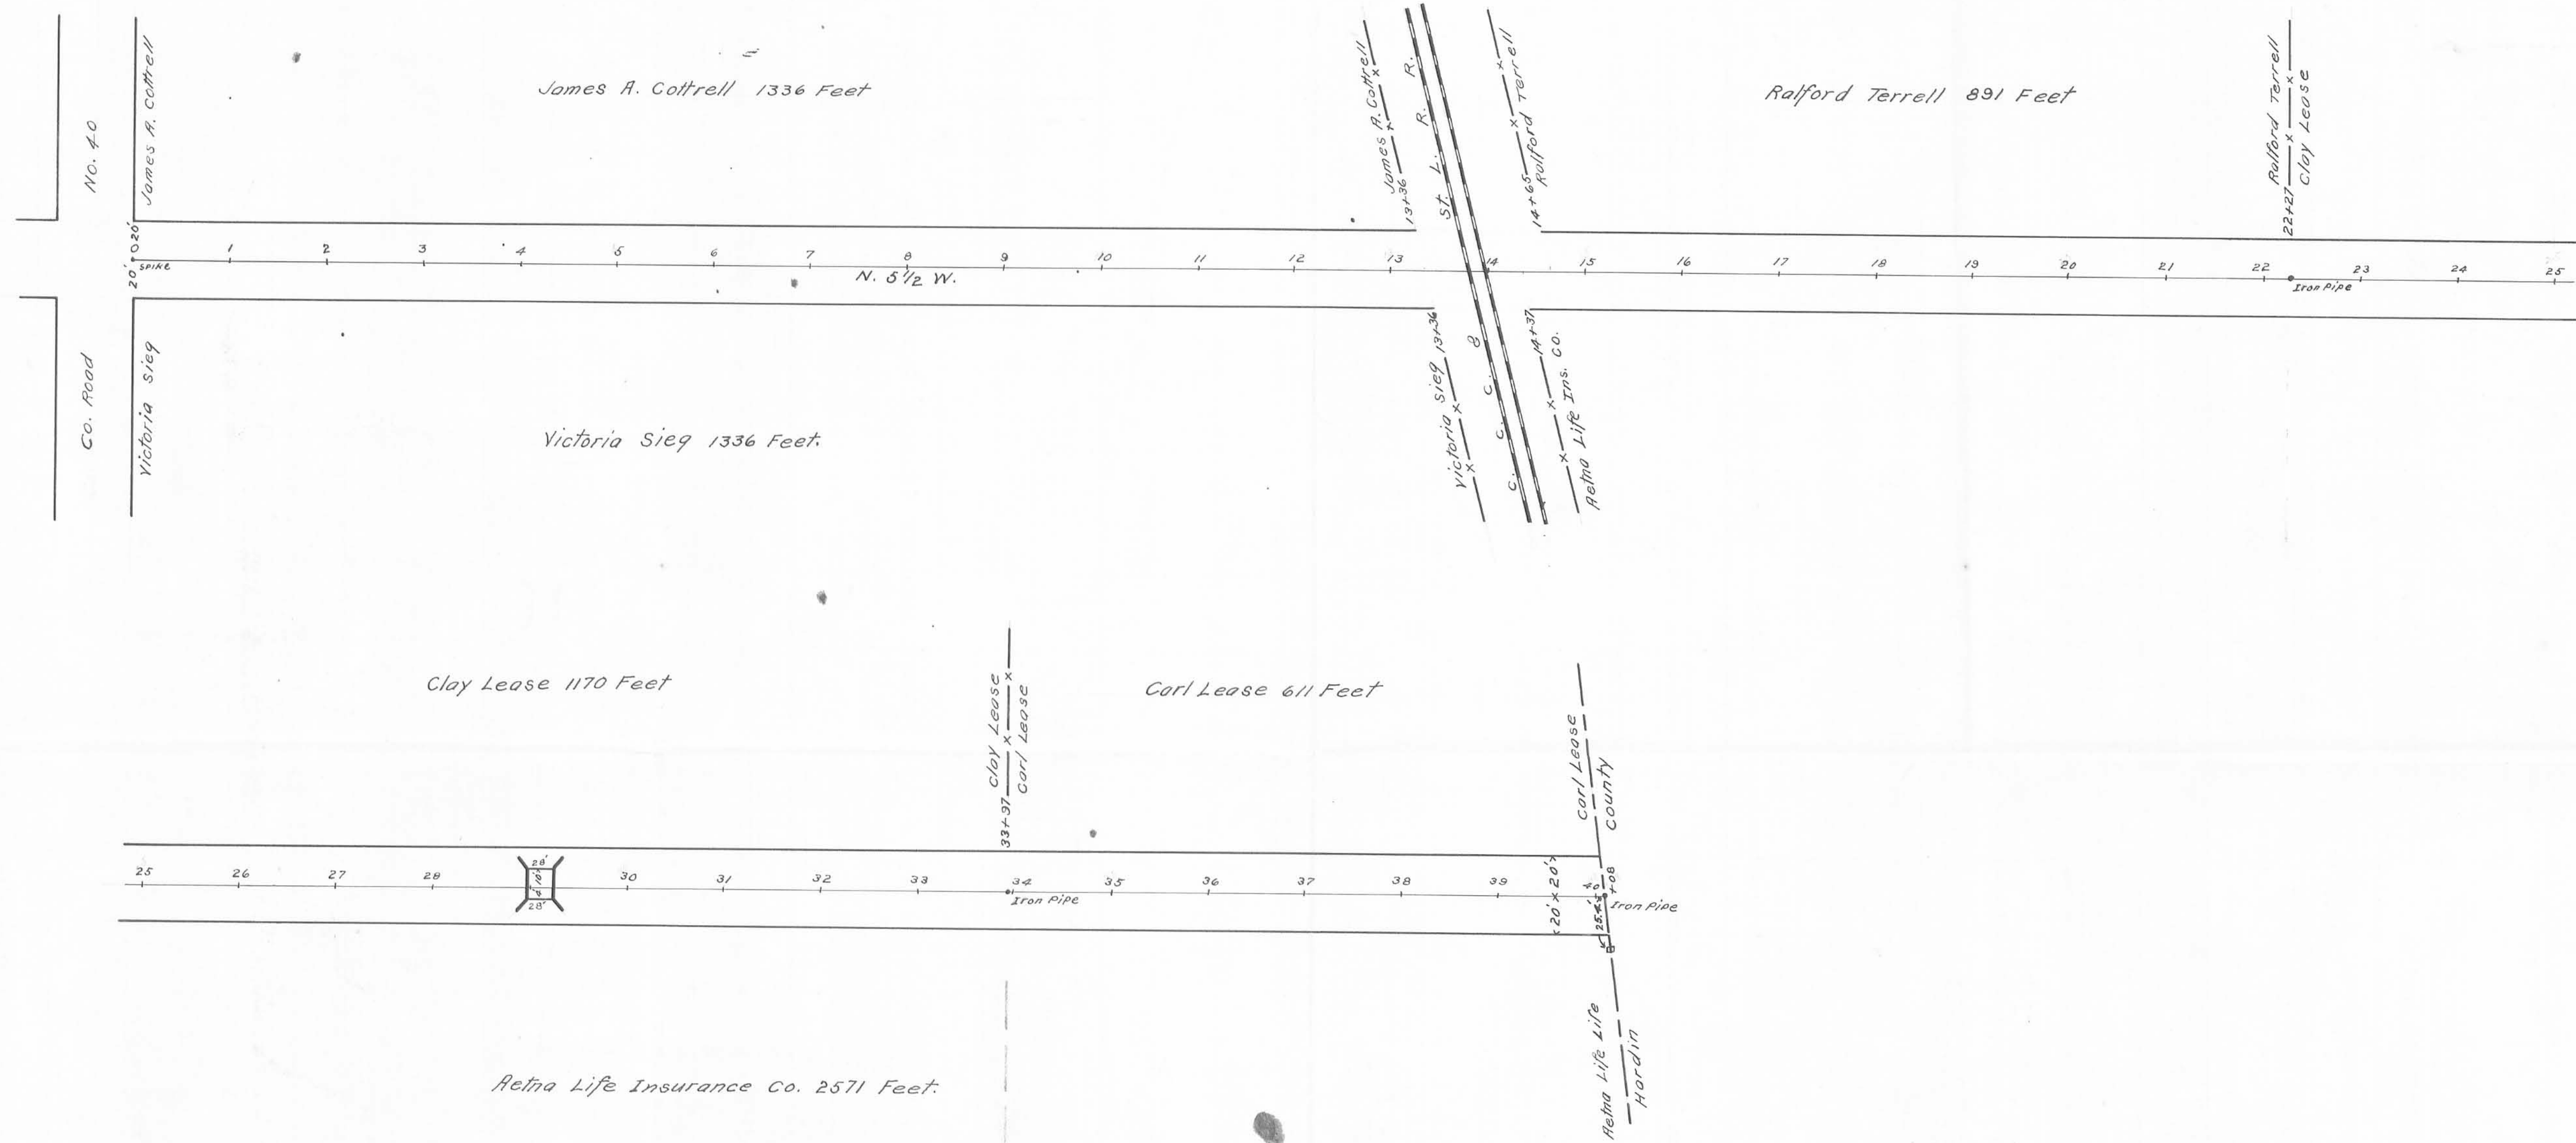 No. 40
James A. Cottrell
James A. Cottrell 1336 Feet
James A. Cottrell
13+36
St. L. R. R.
14+65
Ralford Terrell
Ralford Terrell 891 Feet
Ralford Terrell
22+27
Clay Lease
20'
0 1 2 3 4 5 6 7 8 9 10 11 12 13 14 15 16 17 18 19 20 21 22 23 24 25
20'
Spike
N. 5 1/2 W.
Iron Pipe
Co. Road
Victoria Sieg
Victoria Sieg 1336 Feet.
Victoria Sieg 13+36
C. C. C. &
14+37
Aetna Life Ins. Co.
Clay Lease 1170 Feet
Clay Lease
33+97
Carl Lease
Carl Lease 611 Feet
Carl Lease
County
25 26 27 28 30 31 32 33 34 35 36 37 38 39 40
+08
28'
28'
Iron Pipe
20' x 20'
Iron Pipe
Aetna Life Insurance Co. 2571 Feet.
Aetna Life Life
Hardin